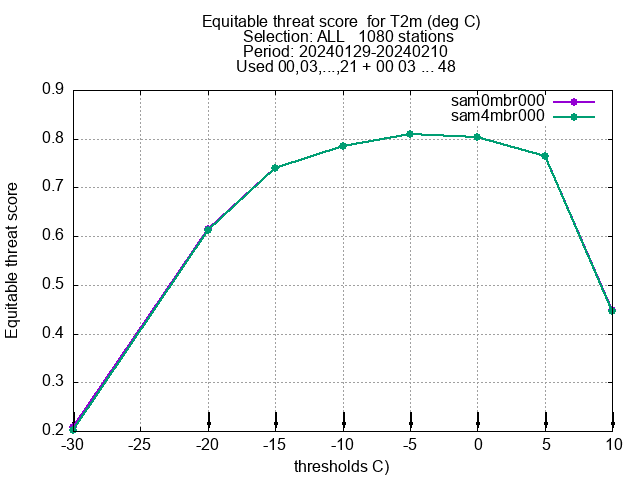 Equitable threat score  for T2m (deg C)
Selection: ALL   1080 stations
Period: 20240129-20240210
Used 00,03,...,21 + 00 03 ... 48
sam0mbr000
sam4mbr000
Equitable threat score
0.9
0.8
0.7
0.6
0.5
0.4
0.3
0.2
-30 -25 -20 -15 -10 -5 0 5 10
thresholds C)